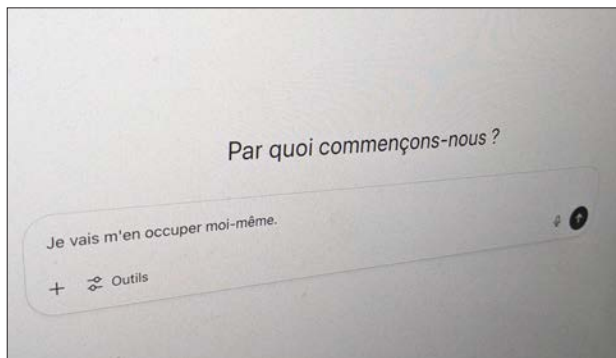 Par quoi commençons-nous ?
Je vais m'en occuper moi-même.
Outils